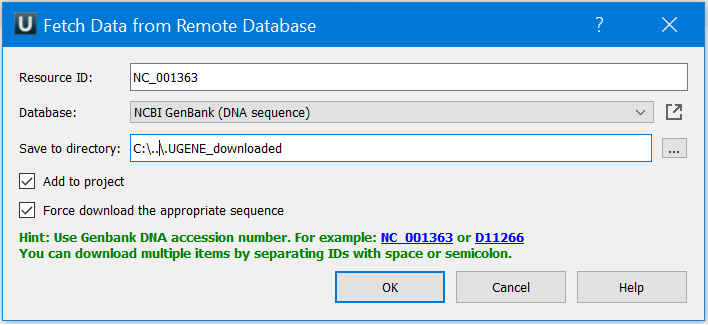 U Fetch Data from Remote Database ?
Resource ID: NC_001363
Database: NCBI GenBank (DNA sequence)
Save to directory: C:\..\.UGENE_downloaded ...
Add to project
Force download the appropriate sequence
Hint: Use Genbank DNA accession number. For example: NC_001363 or D11266
You can download multiple items by separating IDs with space or semicolon.
OK Cancel Help